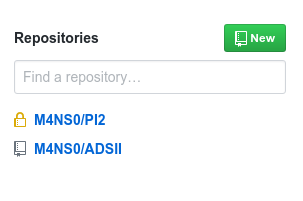 Repositories
New
Find a repository…
M4NS0/PI2
M4NS0/ADSII